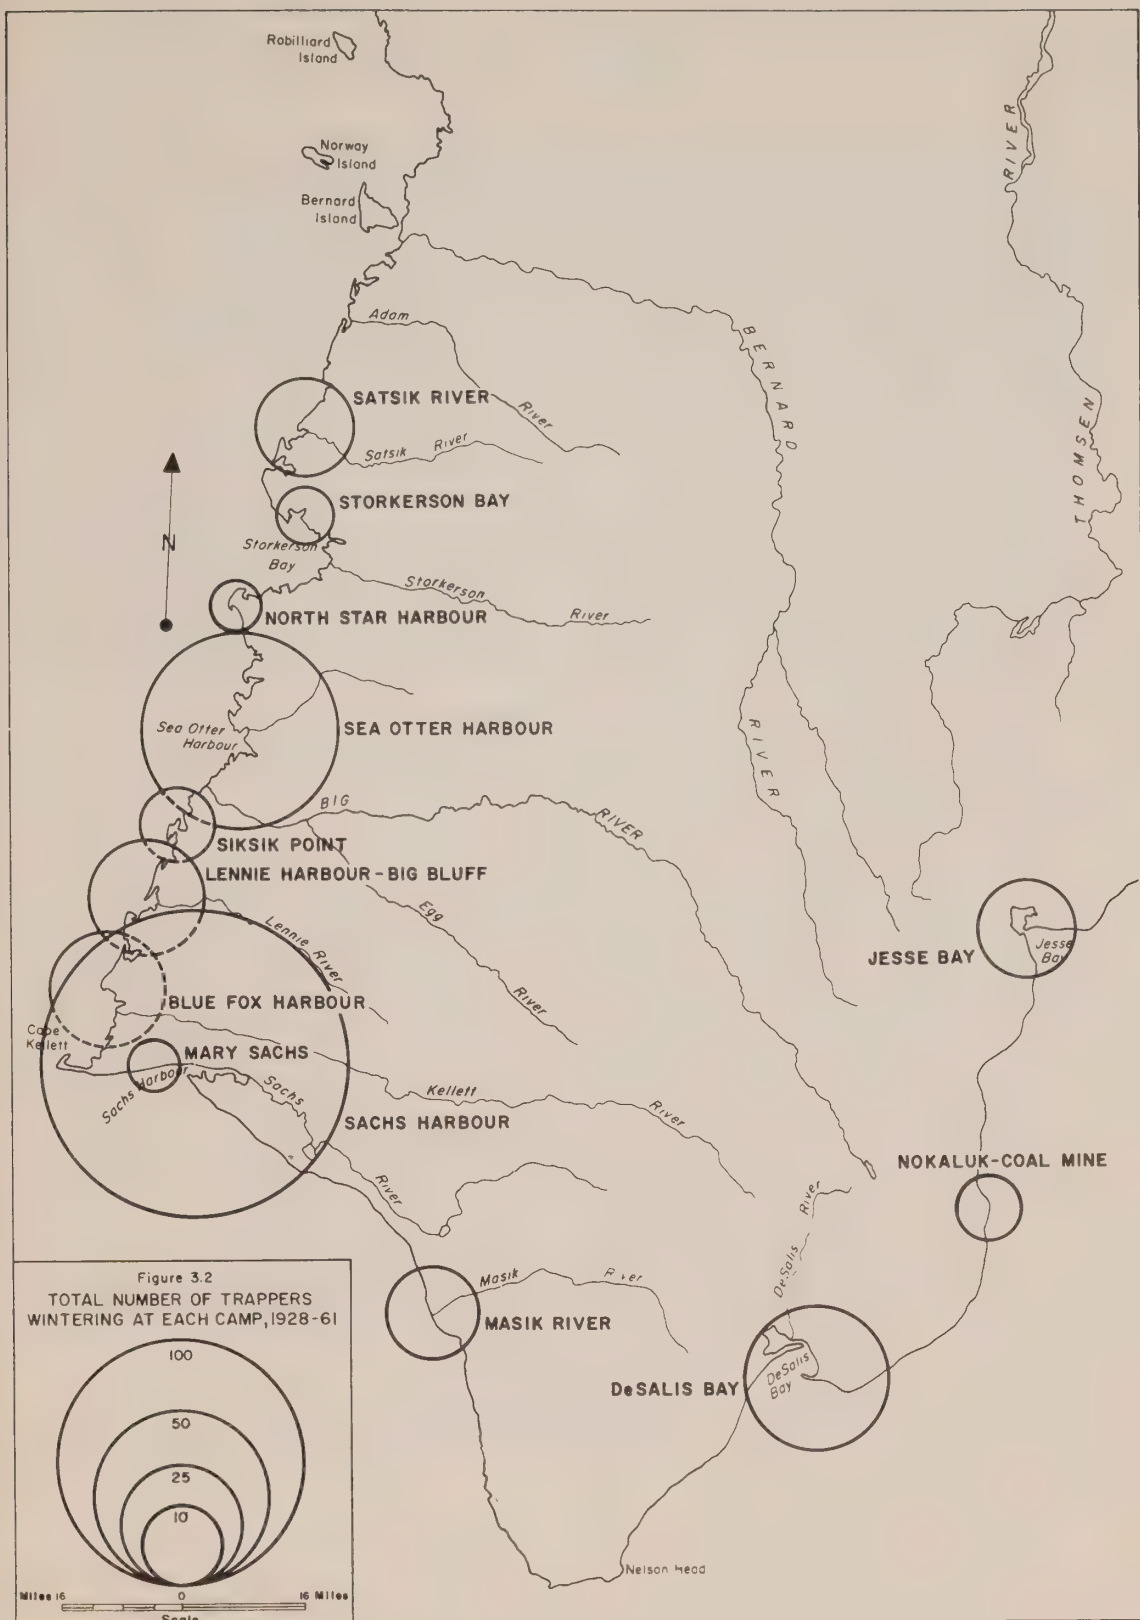 Robilliard
Island
Norway
Island
Bernard
Island
RIVER
THOMSEN
Adam
River
BERNARD
RIVER
SATSIK RIVER
Satsik River
STORKERSON BAY
Storkerson
Bay
N
Storkerson River
NORTH STAR HARBOUR
SEA OTTER HARBOUR
Sea Otter
Harbour
BIG RIVER
SIKSIK POINT
LENNIE HARBOUR-BIG BLUFF
Lennie River
Egg River
JESSE BAY
Jesse
Bay
BLUE FOX HARBOUR
Cape
Kellett
MARY SACHS
Sachs Harbour
Sachs River
Kellett River
SACHS HARBOUR
NOKALUK-COAL MINE
DeSalis River
Masik River
MASIK RIVER
DeSALIS BAY
DeSalis
Bay
Nelson Head
Figure 3.2
TOTAL NUMBER OF TRAPPERS
WINTERING AT EACH CAMP, 1928-61
100
50
25
10
Miles 16 0 16 Miles
Scale